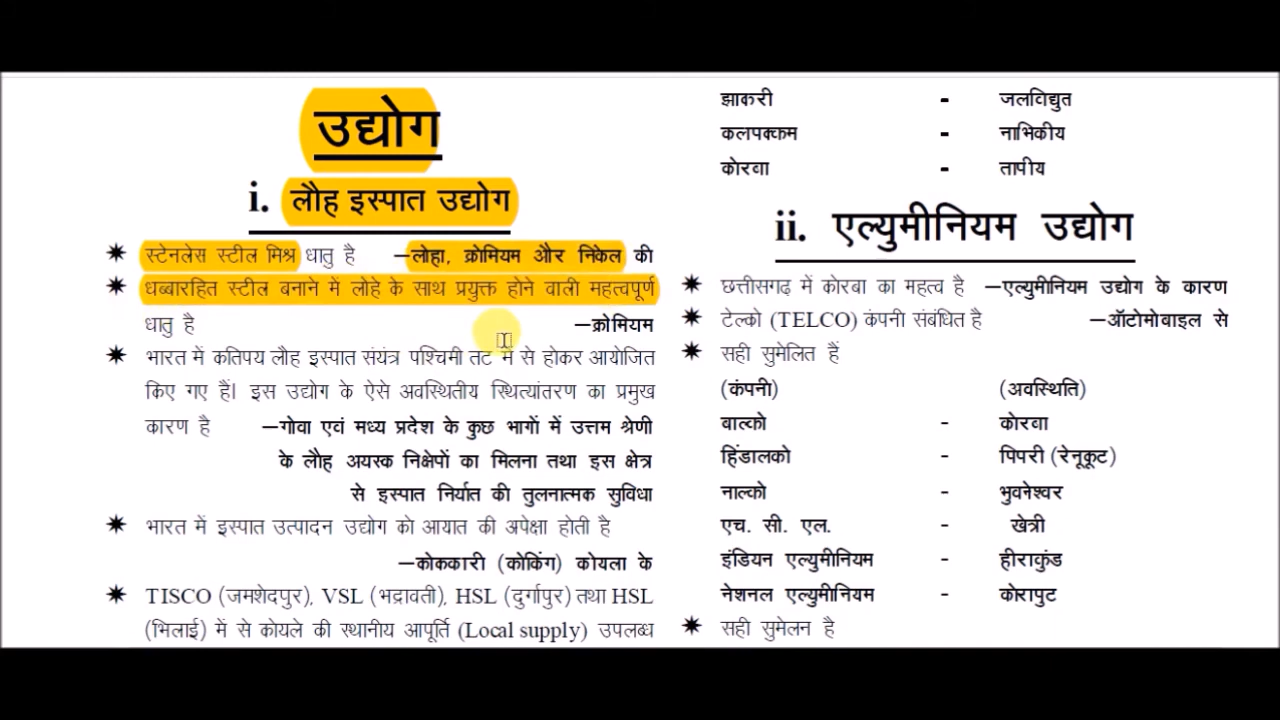 उद्योग
i. लौह इस्पात उद्योग
✷ स्टेनलेस स्टील मिश्र धातु है –लोहा, क्रोमियम और निकेल की
✷ धब्बारहित स्टील बनाने में लोहे के साथ प्रयुक्त होने वाली महत्वपूर्ण
धातु है –क्रोमियम
✷ भारत में कतिपय लौह इस्पात संयंत्र पश्चिमी तट में से होकर आयोजित
किए गए हैं। इस उद्योग के ऐसे अवस्थितीय स्थित्यांतरण का प्रमुख
कारण है –गोवा एवं मध्य प्रदेश के कुछ भागों में उत्तम श्रेणी
के लौह अयस्क निक्षेपों का मिलना तथा इस क्षेत्र
से इस्पात निर्यात की तुलनात्मक सुविधा
✷ भारत में इस्पात उत्पादन उद्योग को आयात की अपेक्षा होती है
–कोककारी (कोकिंग) कोयला के
✷ TISCO (जमशेदपुर), VSL (भद्रावती), HSL (दुर्गापुर) तथा HSL
(भिलाई) में से कोयले की स्थानीय आपूर्ति (Local supply) उपलब्ध
झाकरी - जलविद्युत
कलपक्कम - नाभिकीय
कोरबा - तापीय
ii. एल्युमीनियम उद्योग
✷ छत्तीसगढ़ में कोरबा का महत्व है –एल्युमीनियम उद्योग के कारण
✷ टेल्को (TELCO) कंपनी संबंधित है –ऑटोमोबाइल से
✷ सही सुमेलित हैं
(कंपनी) (अवस्थिति)
बाल्को - कोरबा
हिंडालको - पिपरी (रेनूकूट)
नाल्को - भुवनेश्वर
एच. सी. एल. - खेत्री
इंडियन एल्युमीनियम - हीराकुंड
नेशनल एल्युमीनियम - कोरापुट
✷ सही सुमेलन है